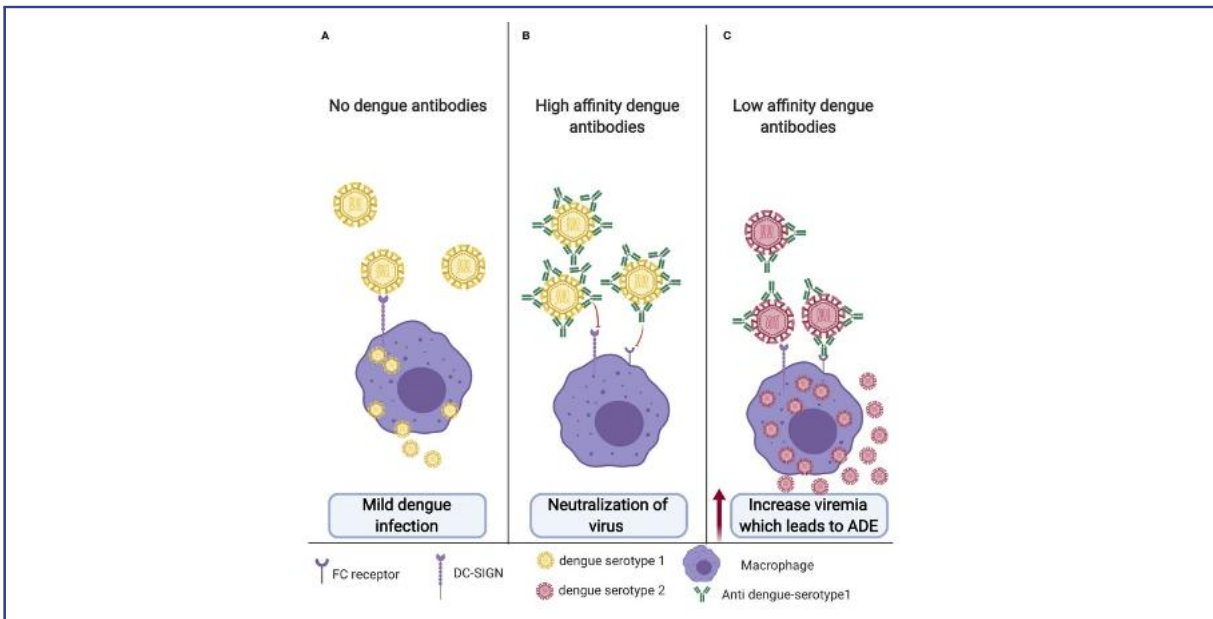 A
No dengue antibodies
Mild dengue
infection
B
High affinity dengue
antibodies
Neutralization of
virus
C
Low affinity dengue
antibodies
Increase viremia
which leads to ADE
FC receptor
DC-SIGN
dengue serotype 1
dengue serotype 2
Macrophage
Anti dengue-serotype1